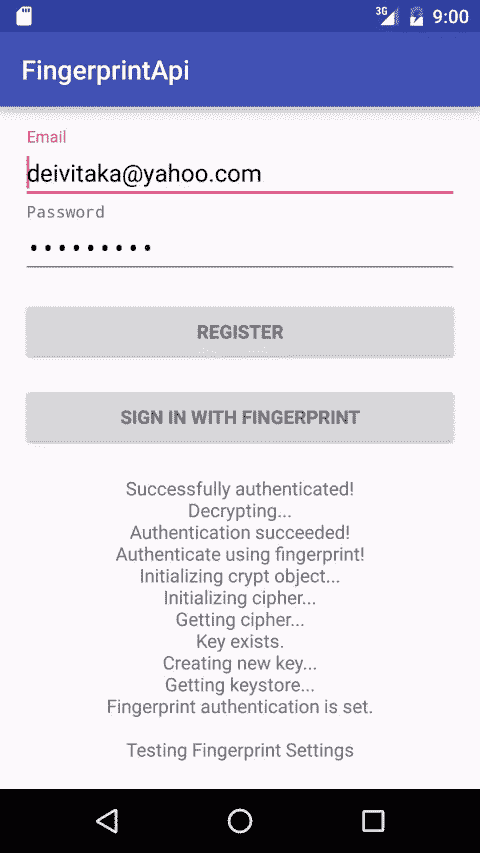 3G 9:00
FingerprintApi
Email
deivitaka@yahoo.com
Password
•••••••••
REGISTER
SIGN IN WITH FINGERPRINT
Successfully authenticated!
Decrypting...
Authentication succeeded!
Authenticate using fingerprint!
Initializing crypt object...
Initializing cipher...
Getting cipher...
Key exists.
Creating new key...
Getting keystore...
Fingerprint authentication is set.
Testing Fingerprint Settings